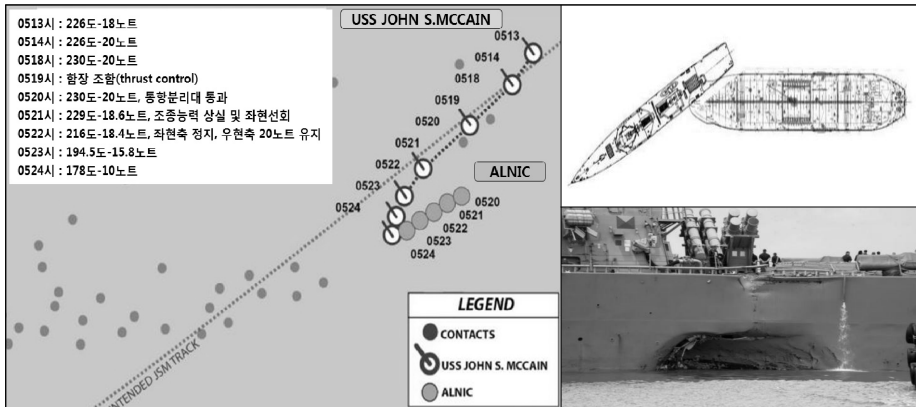 0513시 : 226도-18노트
0514시 : 226도-20노트
0518시 : 230도-20노트
0519시 : 함장 조함(thrust control)
0520시 : 230도-20노트, 통항분리대 통과
0521시 : 229도-18.6노트, 조종능력 상실 및 좌현선회
0522시 : 216도-18.4노트, 좌현축 정지, 우현축 20노트 유지
0523시 : 194.5도-15.8노트
0524시 : 178도-10노트
USS JOHN S.MCCAIN
0513
0514
0518
0519
0520
0521
0522
0523
0524
ALNIC
0520
0521
0522
0523
0524
INTENDED JSM TRACK
LEGEND
CONTACTS
USS JOHN S. MCCAIN
ALNIC